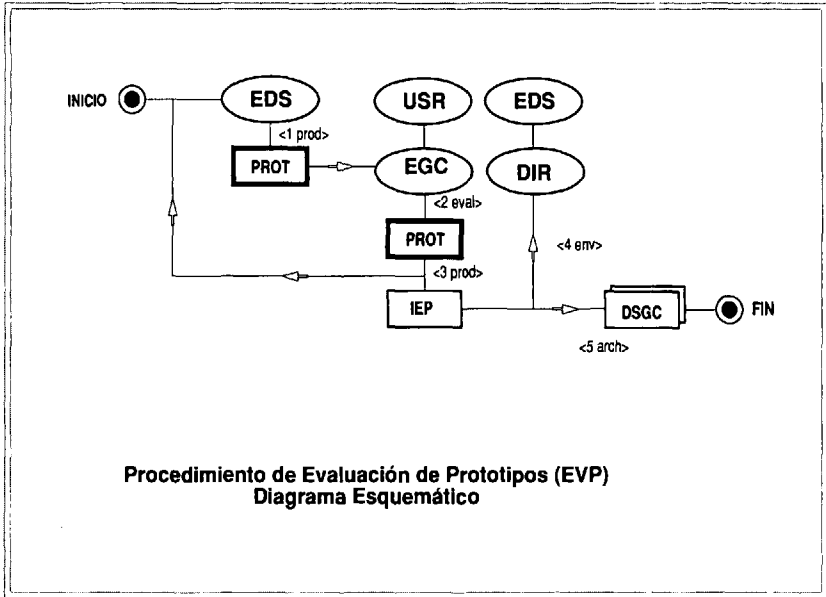 INICIO
EDS
USR
EDS
<1 prod>
PROT
EGC
DIR
<2 eval>
PROT
<4 env>
<3 prod>
IEP
DSGC
FIN
<5 arch>
Procedimiento de Evaluación de Prototipos (EVP)
Diagrama Esquemático